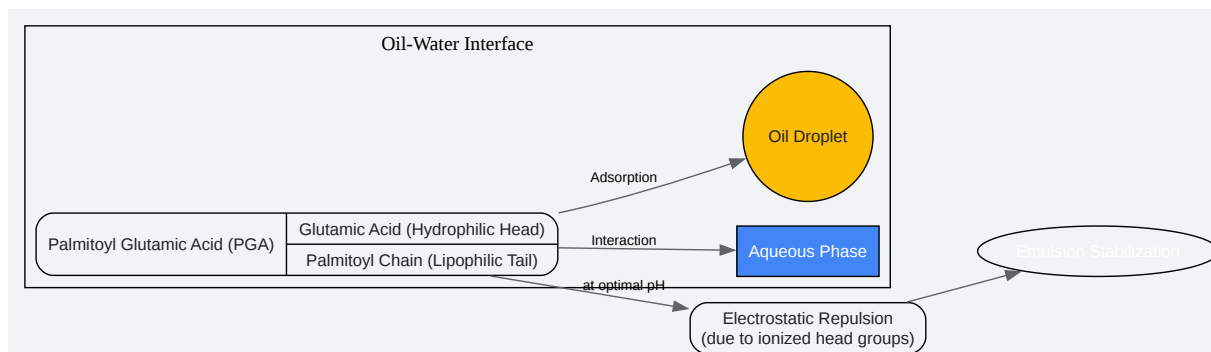 Oil-Water Interface
Oil Droplet
Adsorption
Palmitoyl Glutamic Acid (PGA)
Glutamic Acid (Hydrophilic Head)
Palmitoyl Chain (Lipophilic Tail)
Interaction
Aqueous Phase
at optimal pH
Electrostatic Repulsion
(due to ionized head groups)
Emulsion Stabilization